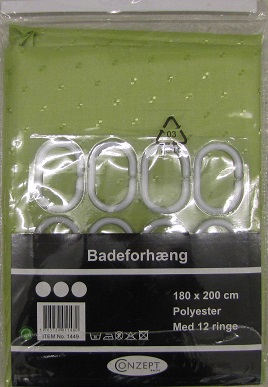 03
Badeforhæng
180 x 200 cm
Polyester
Med 12 ringe
ITEM No. 1449
CONZEPT